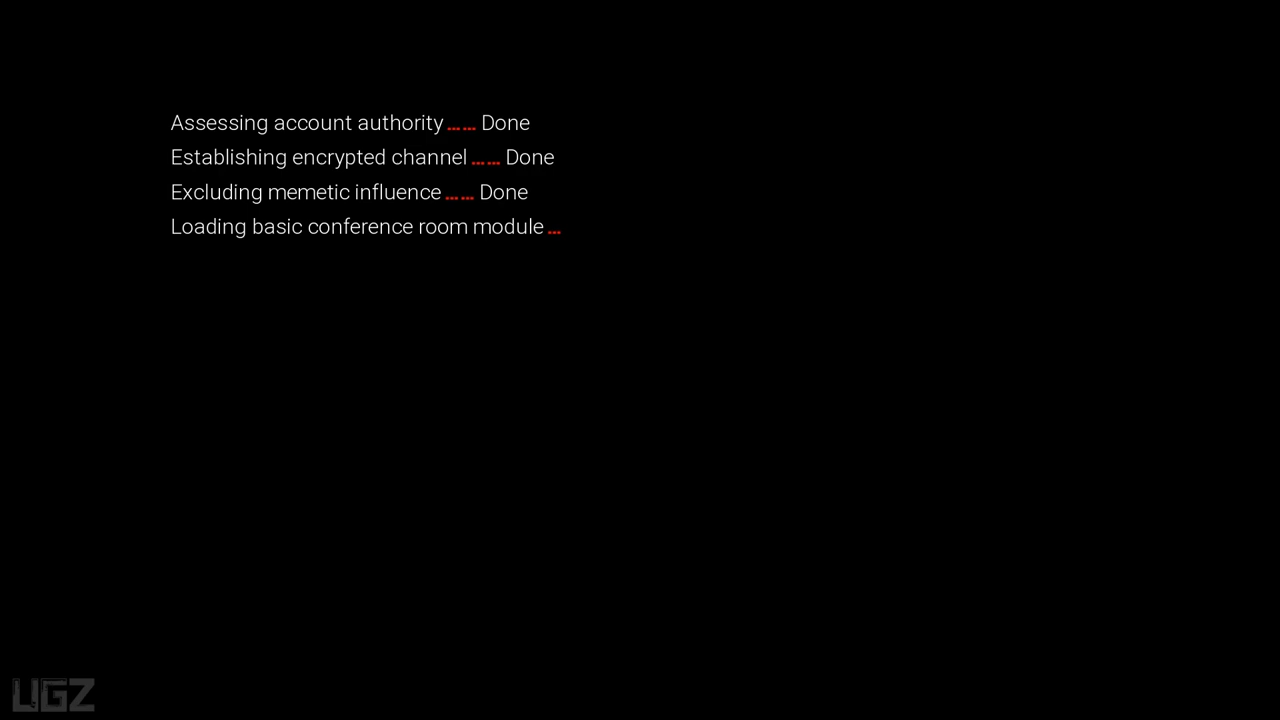 Assessing account authority ...... Done
Establishing encrypted channel ...... Done
Excluding memetic influence ...... Done
Loading basic conference room module ...
UGZ